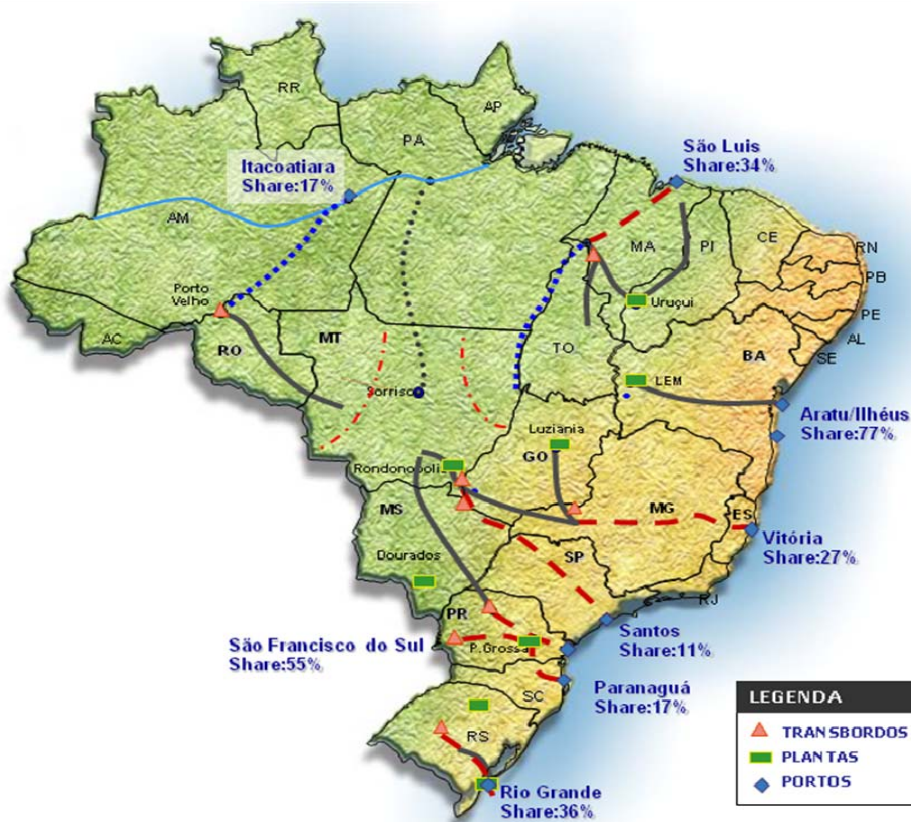 RR
AP
PA
Itacoatiara
Share:17%
São Luis
Share:34%
AM
MA
PI
CE
RN
PB
PE
AL
SE
Porto
Velho
Uruçui
AC
RO
MT
TO
BA
Sorriso
LEM
Aratu/Ilhéus
Share:77%
Luziania
GO
Rondonopolis
MS
MG
ES
Vitória
Share:27%
Dourados
SP
RJ
PR
Santos
Share:11%
São Francisco do Sul
Share:55%
P.Grossa
Paranaguá
Share:17%
SC
RS
Rio Grande
Share:36%
LEGENDA
TRANSBORDOS
PLANTAS
PORTOS